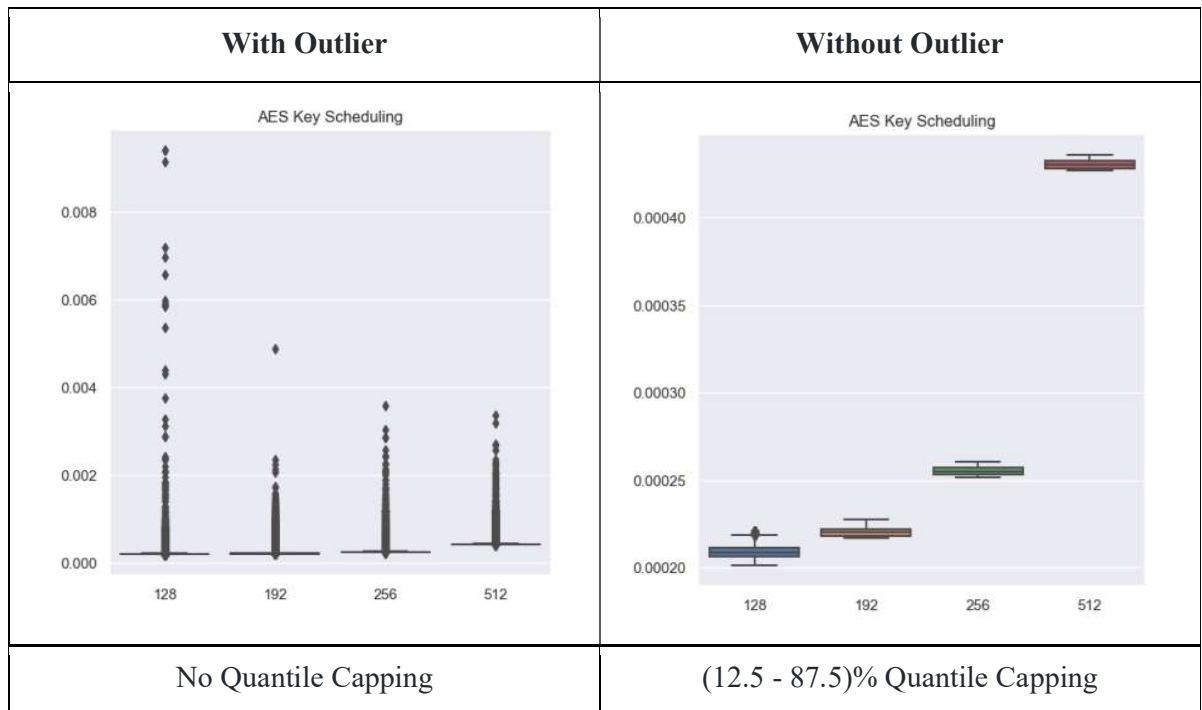 With Outlier
Without Outlier
AES Key Scheduling
0.008
0.006
0.004
0.002
0.000
128 192 256 512
AES Key Scheduling
0.00040
0.00035
0.00030
0.00025
0.00020
128 192 256 512
No Quantile Capping
(12.5 - 87.5)% Quantile Capping